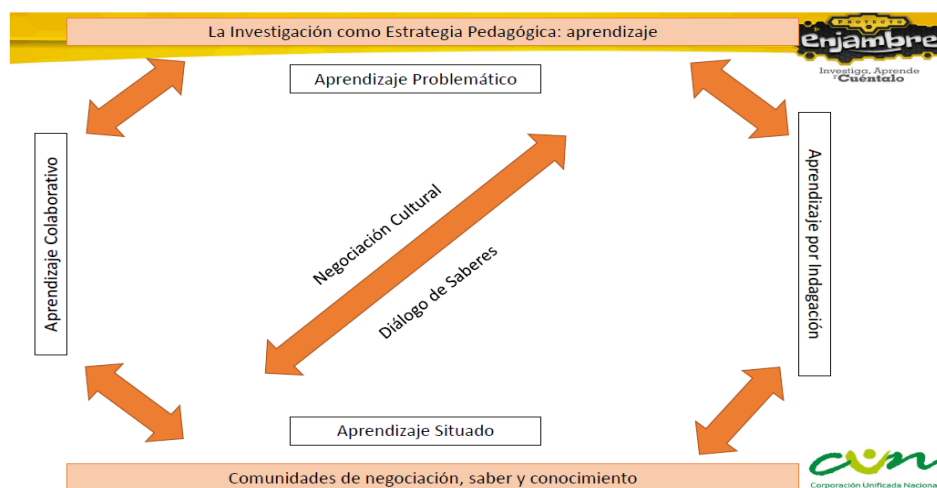 La Investigación como Estrategia Pedagógica: aprendizaje
PROYECTO
enjambre
Investiga, Aprende
y Cuéntalo
Aprendizaje Problemático
Aprendizaje Colaborativo
Negociación Cultural
Diálogo de Saberes
Aprendizaje por Indagación
Aprendizaje Situado
Comunidades de negociación, saber y conocimiento
cun
Corporación Unificada Nacional